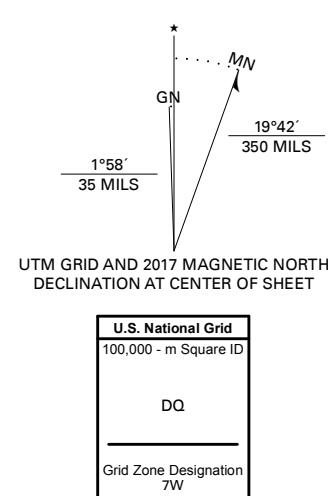 ★
MN
GN
19°42´
350 MILS
1°58´
35 MILS
UTM GRID AND 2017 MAGNETIC NORTH
DECLINATION AT CENTER OF SHEET
U.S. National Grid
100,000 - m Square ID
DQ
Grid Zone Designation
7W